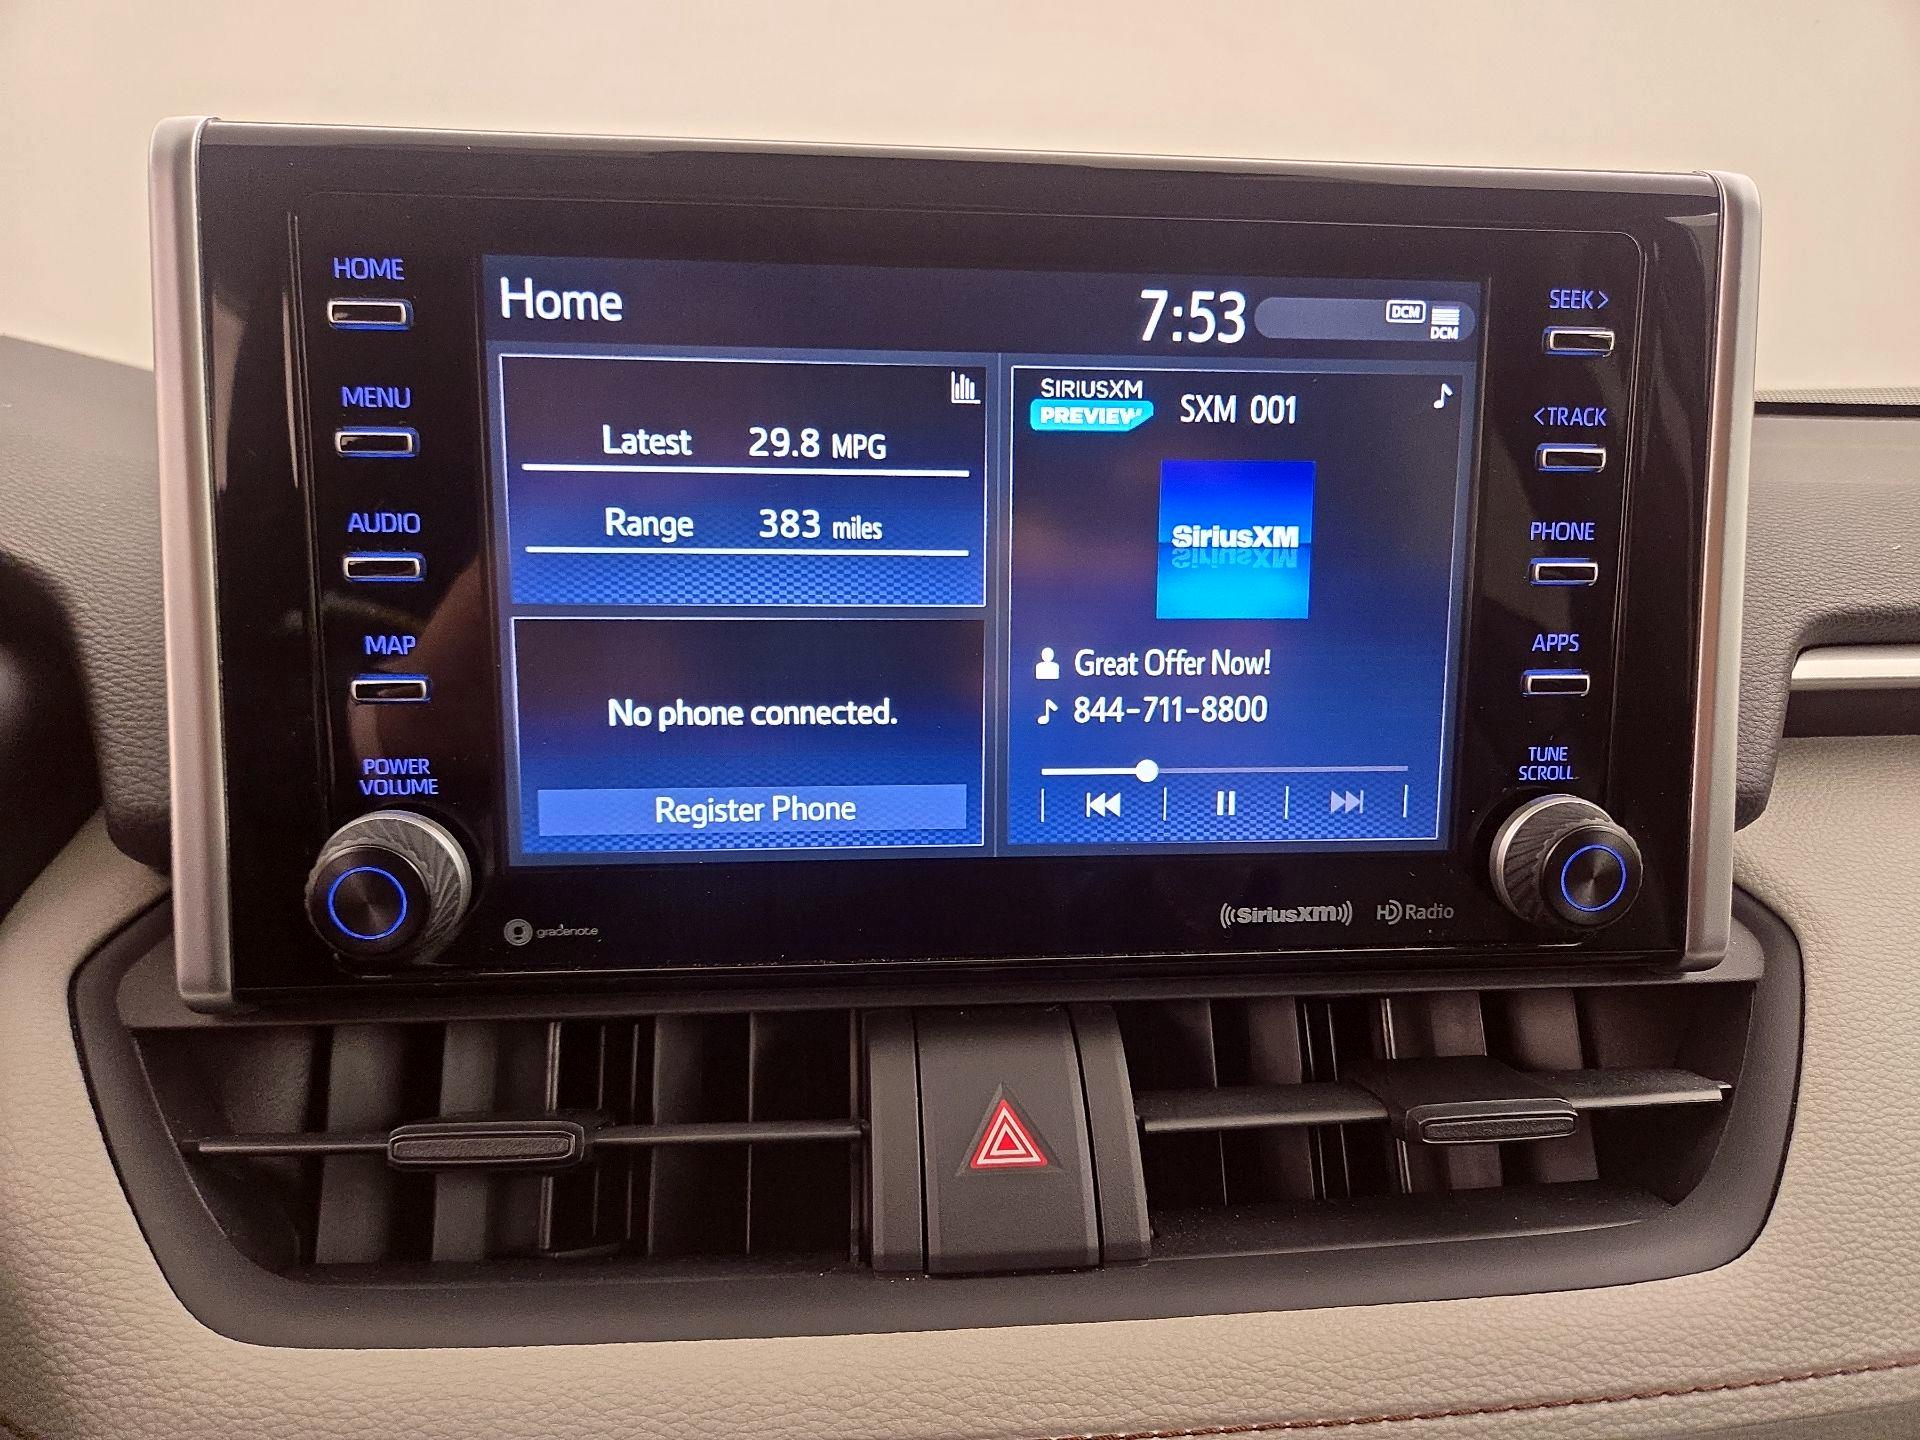 HOME
MENU
AUDIO
MAP
POWER
VOLUME
Home
7:53
DCM
DCM
Latest 29.8 MPG
Range 383 miles
No phone connected.
Register Phone
SIRIUSXM
PREVIEW
SXM 001
SiriusXM
Great Offer Now!
844-711-8800
SEEK >
< TRACK
PHONE
APPS
TUNE
SCROLL
gracenote
((SiriusXM))
HD Radio